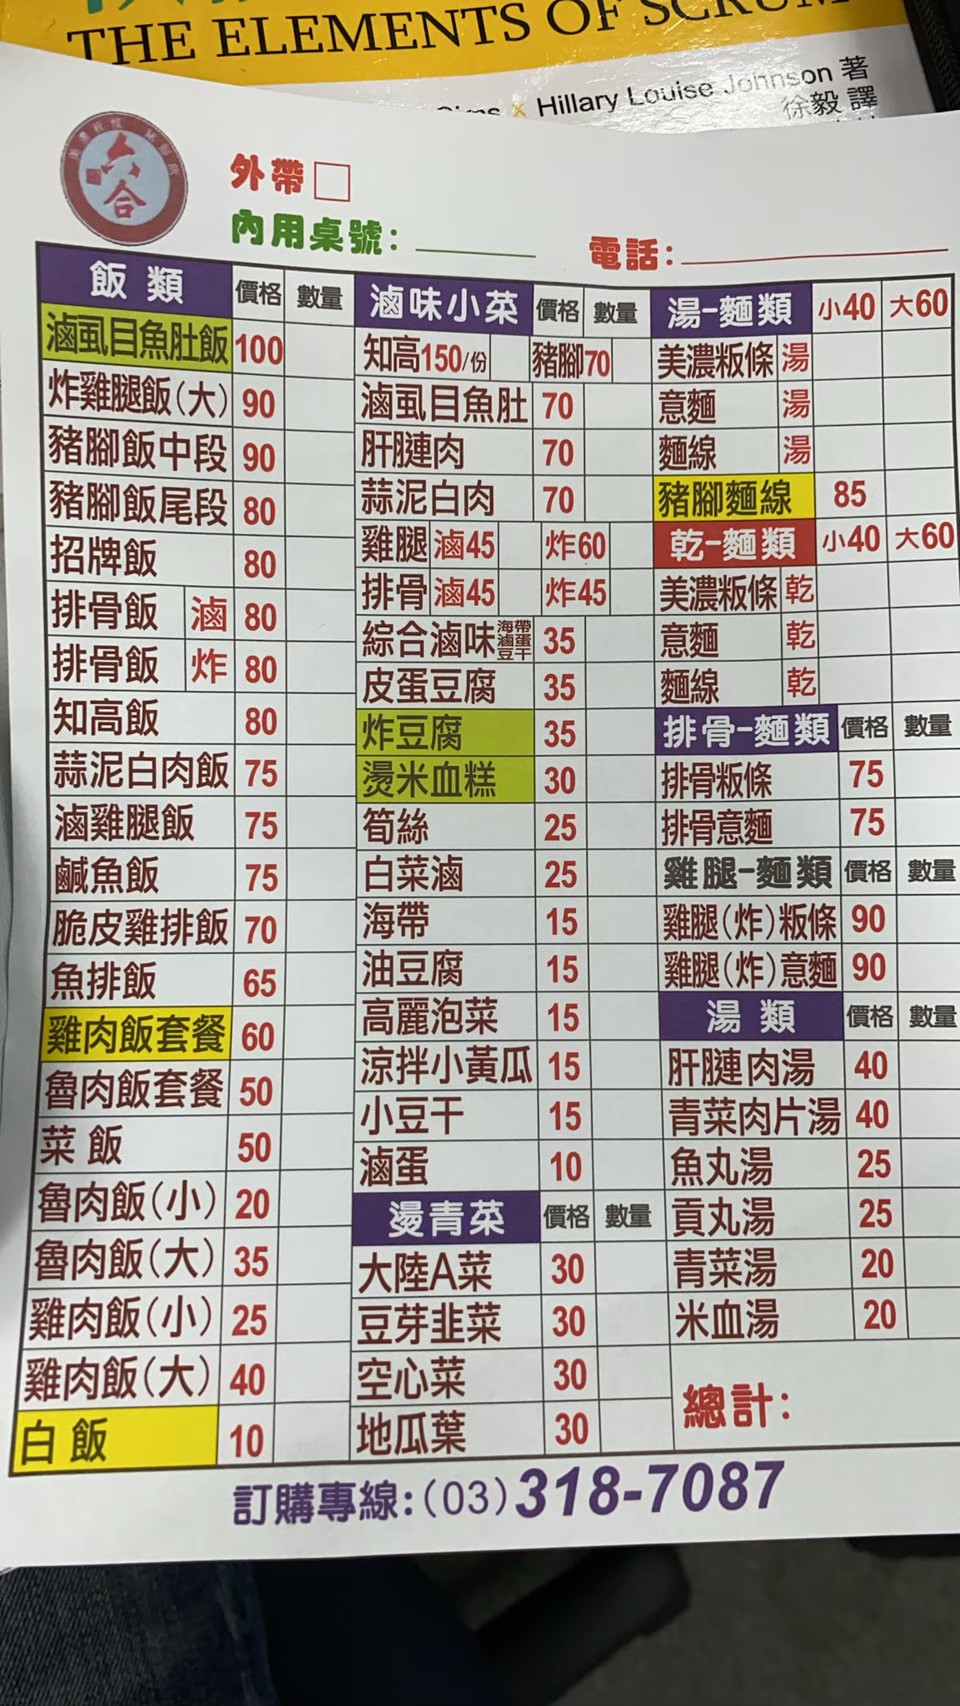 THE ELEMENTS OF SCRUM
Hillary Louise Johnson 著
徐毅 譯
六合
外帶□
內用桌號：
電話：
飯 類 價格 數量
滷虱目魚肚飯 100
炸雞腿飯(大) 90
豬腳飯中段 90
豬腳飯尾段 80
招牌飯 80
排骨飯 滷 80
排骨飯 炸 80
知高飯 80
蒜泥白肉飯 75
滷雞腿飯 75
鹹魚飯 75
脆皮雞排飯 70
魚排飯 65
雞肉飯套餐 60
魯肉飯套餐 50
菜 飯 50
魯肉飯(小) 20
魯肉飯(大) 35
雞肉飯(小) 25
雞肉飯(大) 40
白 飯 10
滷味小菜 價格 數量
知高150/份 豬腳70
滷虱目魚肚 70
肝膁肉 70
蒜泥白肉 70
雞腿 滷45 炸60
排骨 滷45 炸45
綜合滷味 海帶 滷蛋 豆干 35
皮蛋豆腐 35
炸豆腐 35
燙米血糕 30
筍絲 25
白菜滷 25
海帶 15
油豆腐 15
高麗泡菜 15
涼拌小黃瓜 15
小豆干 15
滷蛋 10
燙青菜 價格 數量
大陸A菜 30
豆芽韭菜 30
空心菜 30
地瓜葉 30
湯-麵類 小40 大60
美濃粄條 湯
意麵 湯
麵線 湯
豬腳麵線 85
乾-麵類 小40 大60
美濃粄條 乾
意麵 乾
麵線 乾
排骨-麵類 價格 數量
排骨粄條 75
排骨意麵 75
雞腿-麵類 價格 數量
雞腿(炸)粄條 90
雞腿(炸)意麵 90
湯 類 價格 數量
肝膁肉湯 40
青菜肉片湯 40
魚丸湯 25
貢丸湯 25
青菜湯 20
米血湯 20
總計：
訂購專線：(03)318-7087